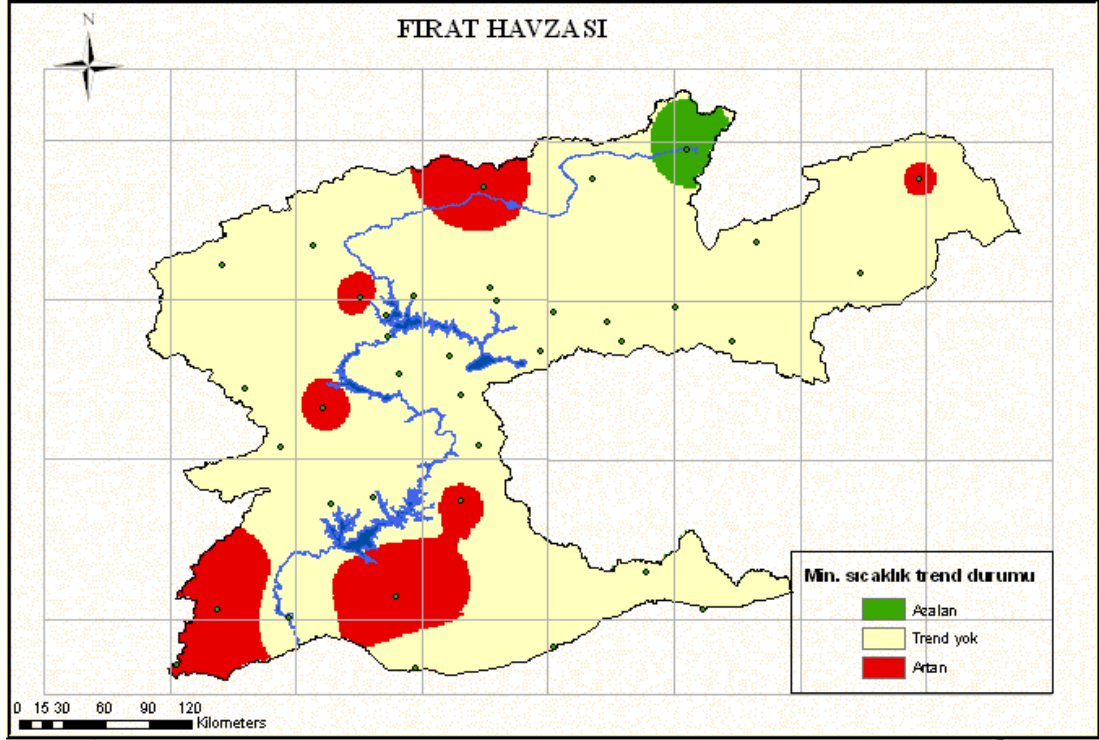 FIRAT HAVZASI
N
Min. sıcaklık trend durumu
Azalan
Trend yok
Artan
0 15 30 60 90 120
Kilometers